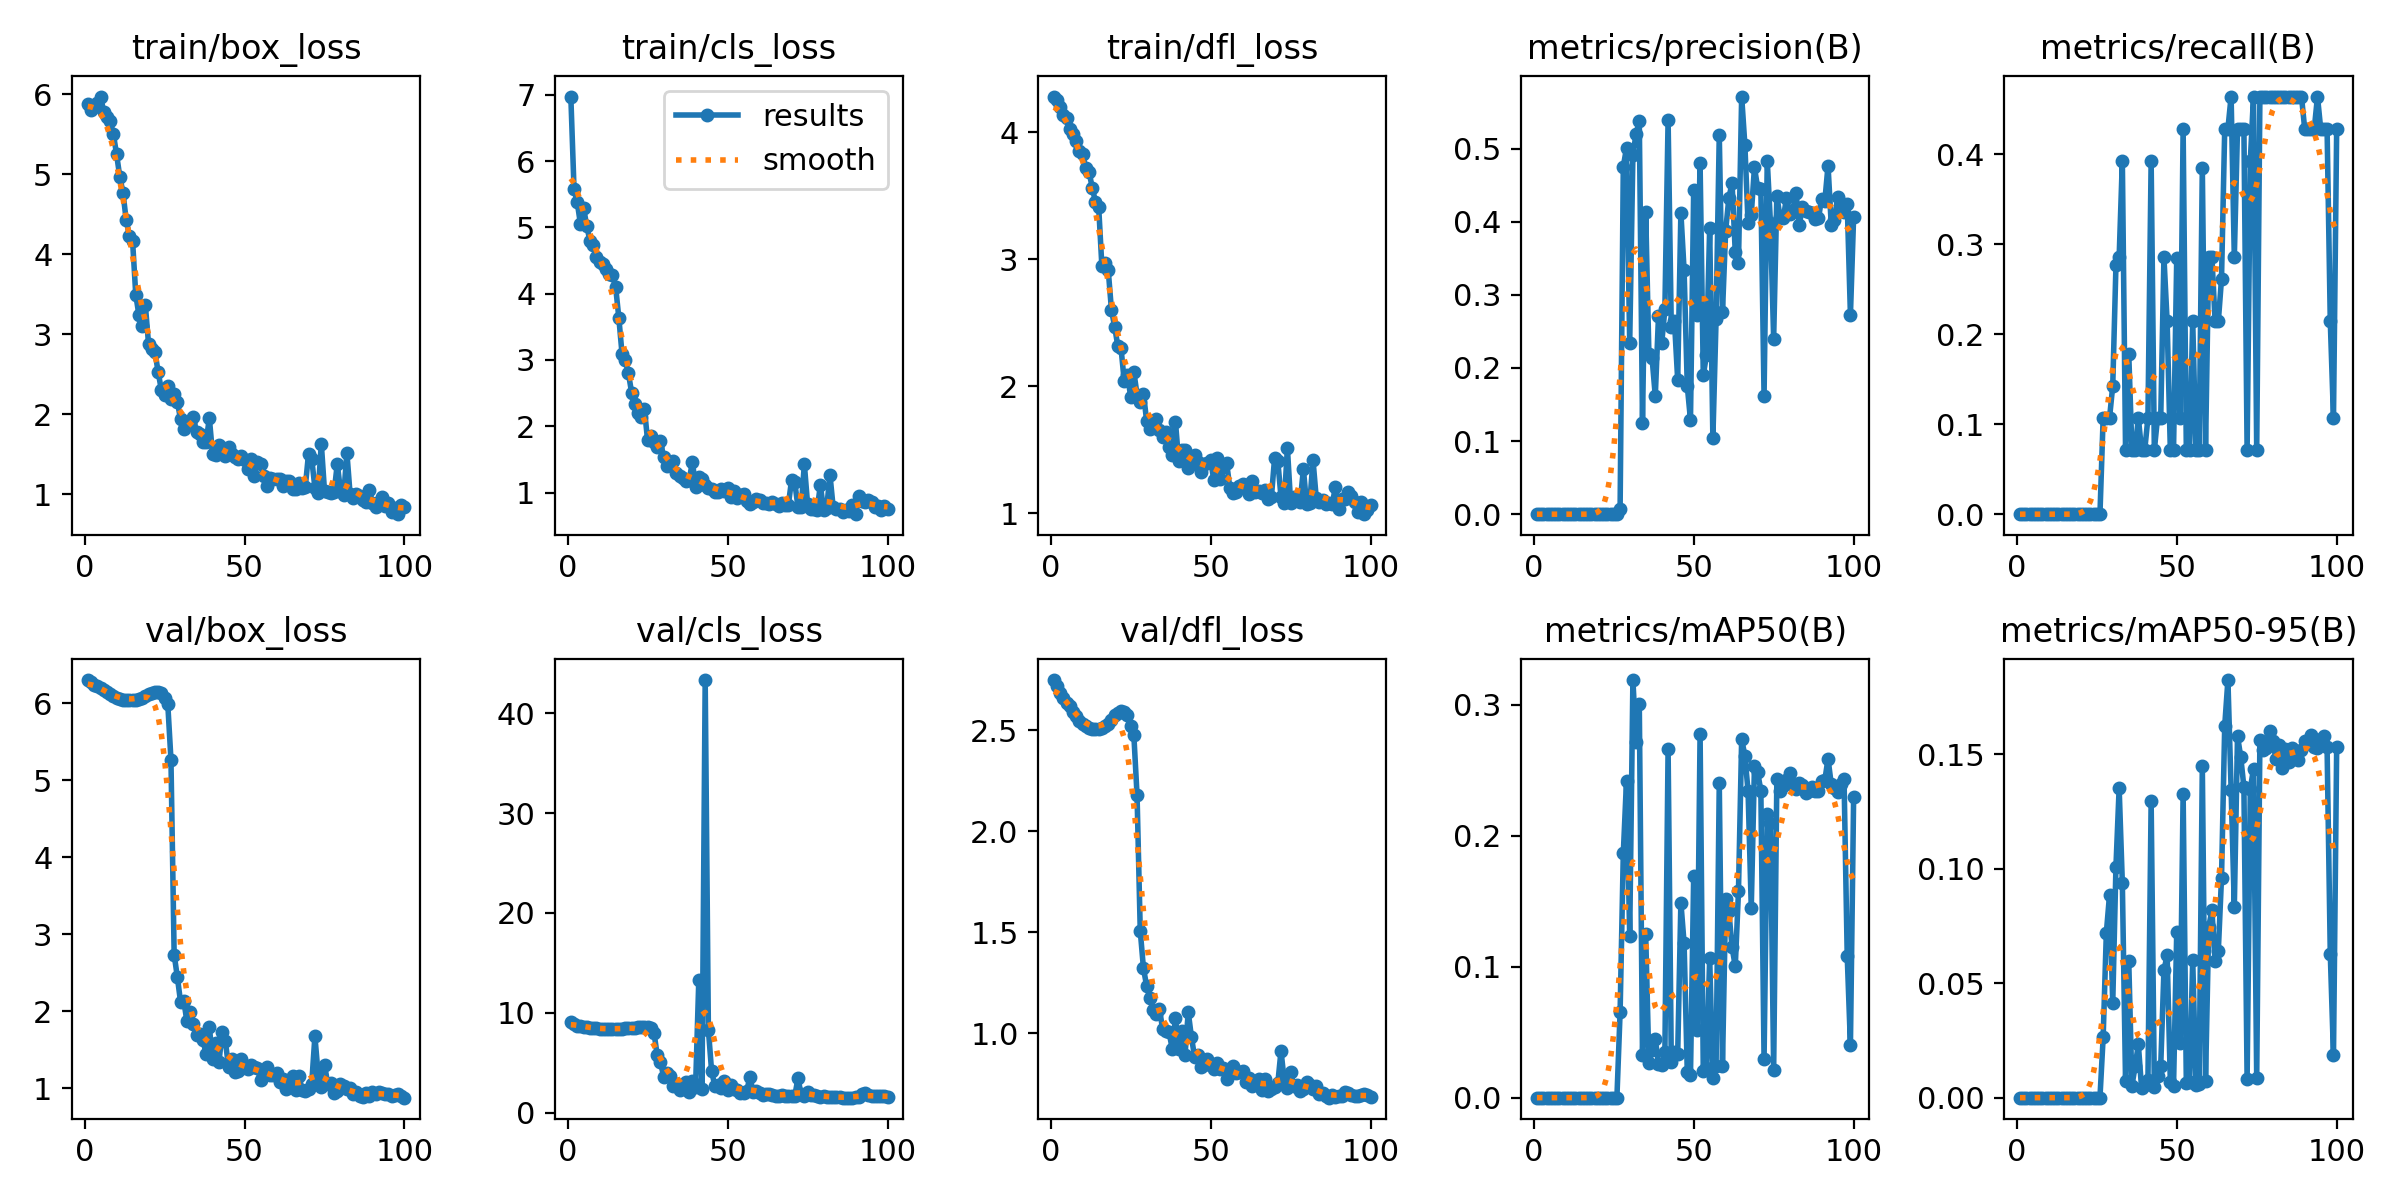 train/box_loss
6
5
4
3
2
1
0 50 100
train/cls_loss
results
smooth
7
6
5
4
3
2
1
0 50 100
train/dfl_loss
4
3
2
1
0 50 100
metrics/precision(B)
0.5
0.4
0.3
0.2
0.1
0.0
0 50 100
metrics/recall(B)
0.4
0.3
0.2
0.1
0.0
0 50 100
val/box_loss
6
5
4
3
2
1
0 50 100
val/cls_loss
40
30
20
10
0
0 50 100
val/dfl_loss
2.5
2.0
1.5
1.0
0 50 100
metrics/mAP50(B)
0.3
0.2
0.1
0.0
0 50 100
metrics/mAP50-95(B)
0.15
0.10
0.05
0.00
0 50 100